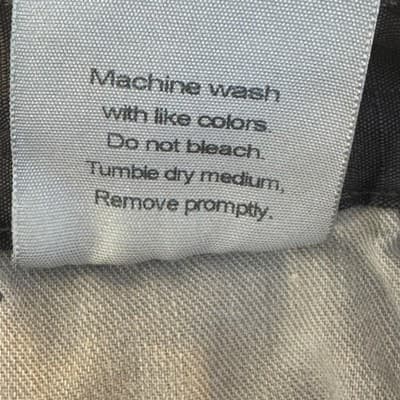 Machine wash
with like colors.
Do not bleach.
Tumble dry medium,
Remove promptly.